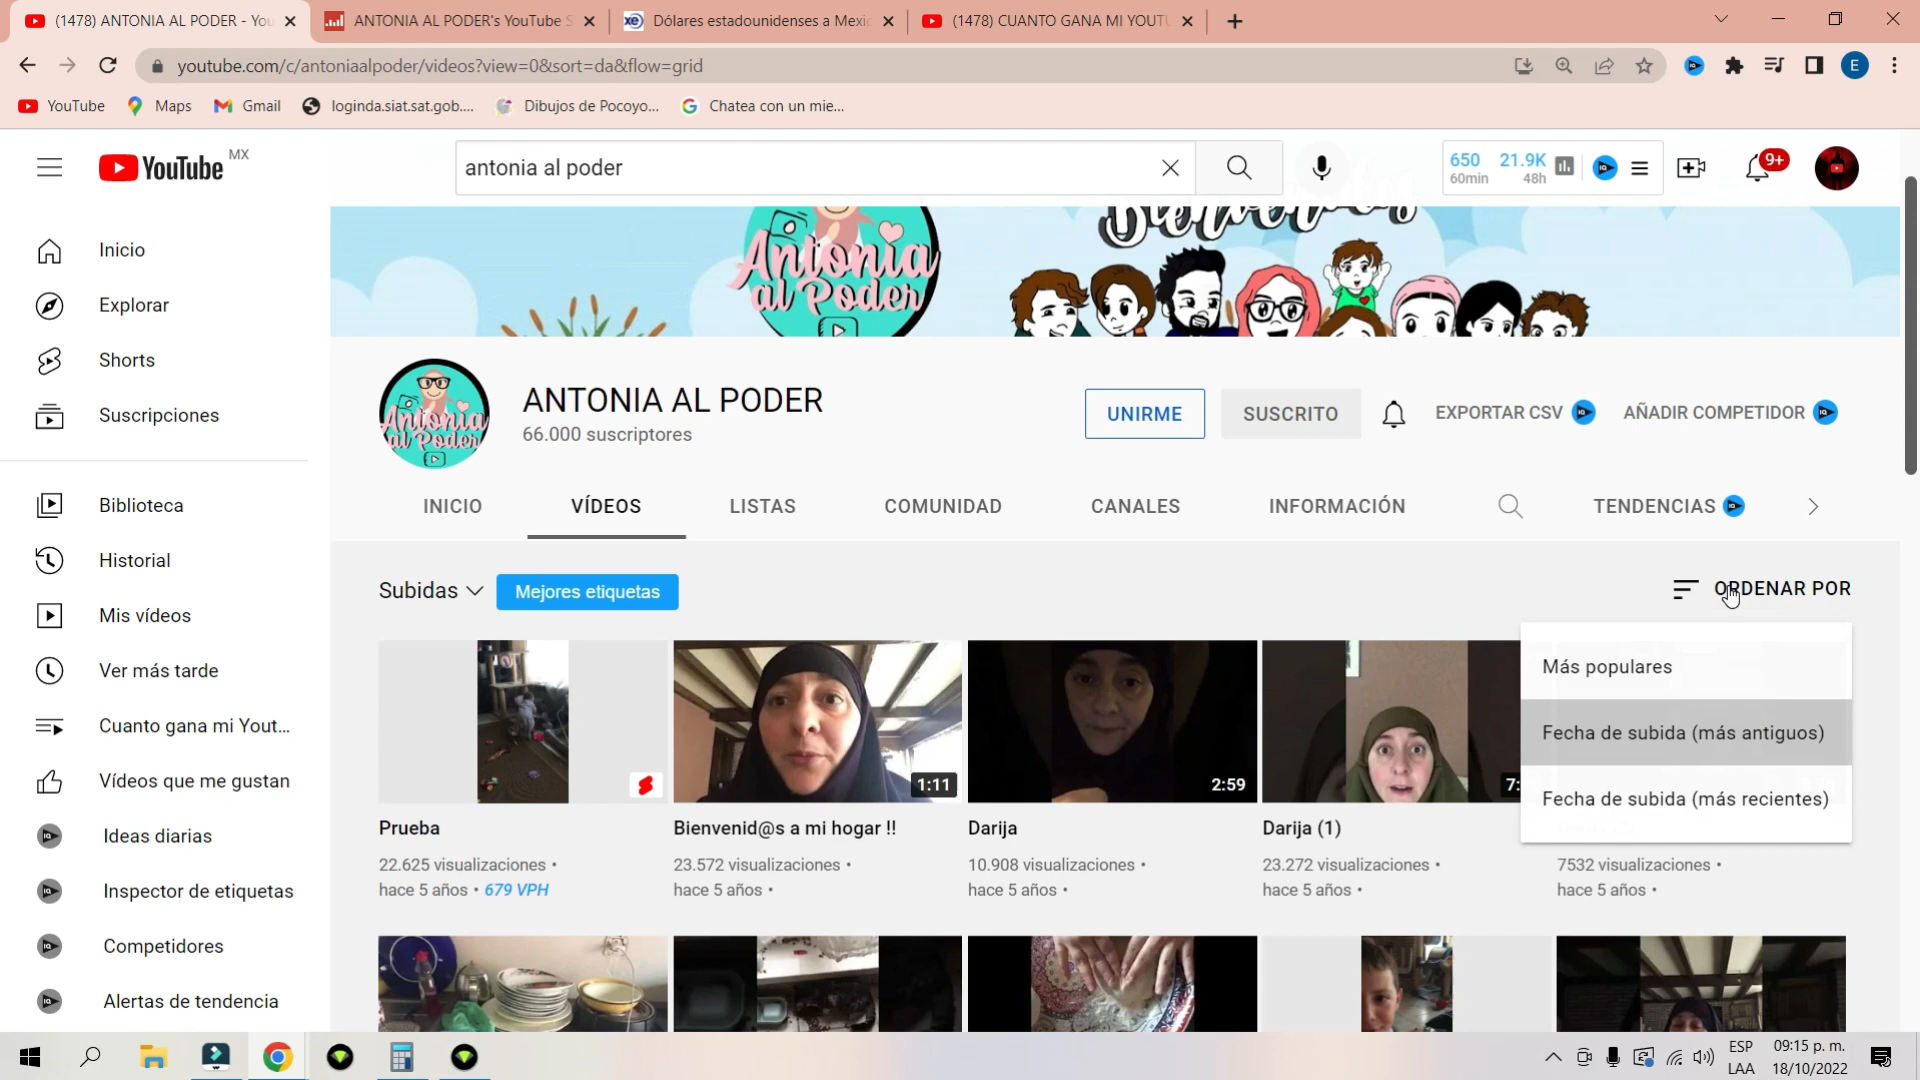 (1478) ANTONIA AL PODER - You
ANTONIA AL PODER's YouTube S
Dólares estadounidenses a Mexic
(1478) CUANTO GANA MI YOUTU
youtube.com/c/antoniaalpoder/videos?view=0&sort=da&flow=grid
E
YouTube
Maps
Gmail
loginda.siat.sat.gob....
Dibujos de Pocoyo...
Chatea con un mie...
YouTube MX
antonia al poder
650
60min
21.9K
48h
9+
Inicio
Explorar
Shorts
Suscripciones
Biblioteca
Historial
Mis vídeos
Ver más tarde
Cuanto gana mi Yout...
Vídeos que me gustan
Ideas diarias
Inspector de etiquetas
Competidores
Alertas de tendencia
Antonia
al Poder
Bienvenidos
Antonia
al Poder
ANTONIA AL PODER
66.000 suscriptores
UNIRME
SUSCRITO
EXPORTAR CSV
AÑADIR COMPETIDOR
INICIO
VÍDEOS
LISTAS
COMUNIDAD
CANALES
INFORMACIÓN
TENDENCIAS
Subidas
Mejores etiquetas
ORDENAR POR
Más populares
Fecha de subida (más antiguos)
Fecha de subida (más recientes)
1:11
2:59
7:
Prueba
22.625 visualizaciones •
hace 5 años • 679 VPH
Bienvenid@s a mi hogar !!
23.572 visualizaciones •
hace 5 años •
Darija
10.908 visualizaciones •
hace 5 años •
Darija (1)
23.272 visualizaciones •
hace 5 años •
7532 visualizaciones •
hace 5 años •
ESP
LAA
09:15 p. m.
18/10/2022